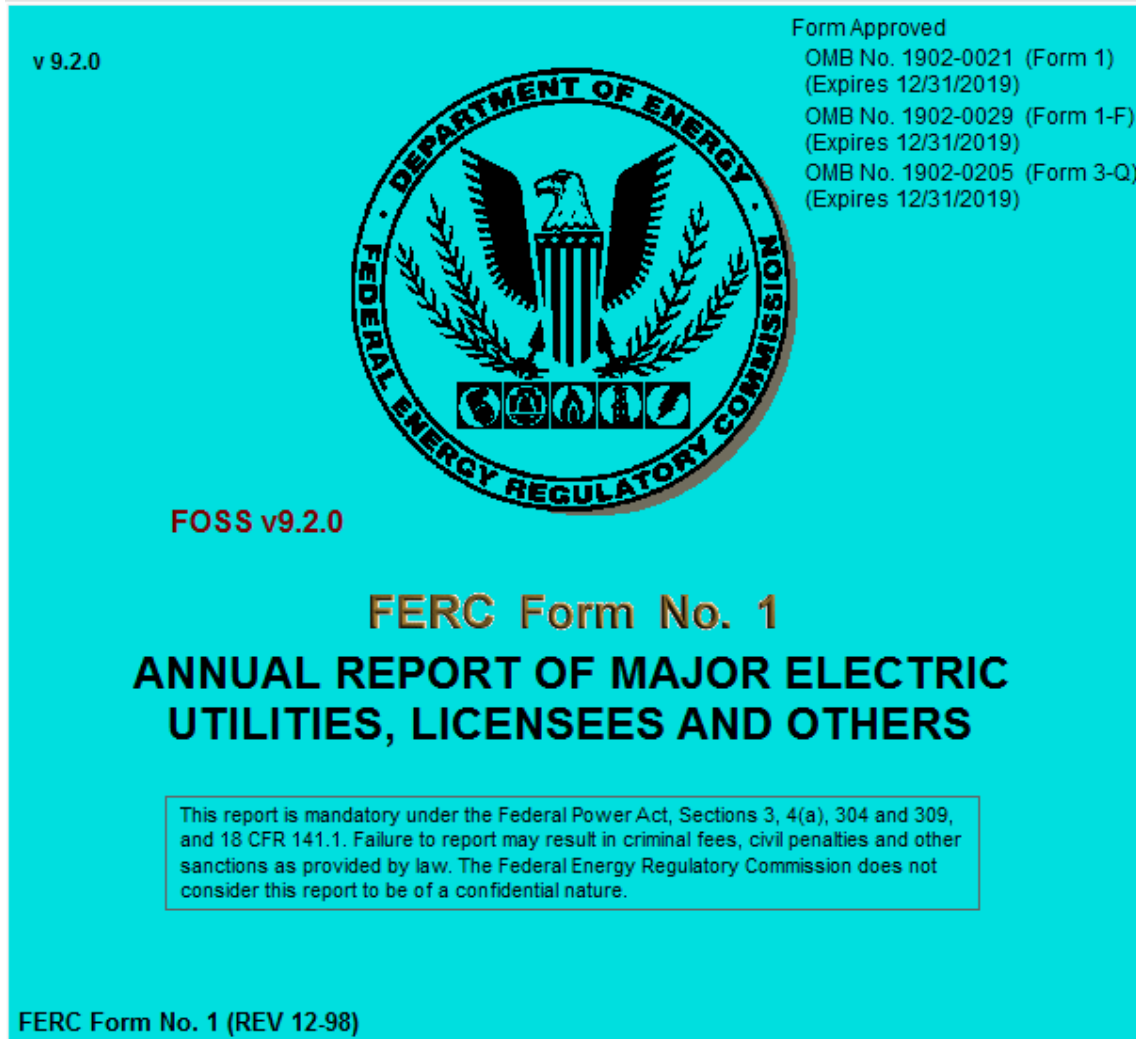 v 9.2.0
Form Approved
OMB No. 1902-0021 (Form 1)
(Expires 12/31/2019)
OMB No. 1902-0029 (Form 1-F)
(Expires 12/31/2019)
OMB No. 1902-0205 (Form 3-Q)
(Expires 12/31/2019)
· DEPARTMENT OF ENERGY ·
FEDERAL ENERGY REGULATORY COMMISSION
FOSS v9.2.0
FERC Form No. 1
ANNUAL REPORT OF MAJOR ELECTRIC
UTILITIES, LICENSEES AND OTHERS
This report is mandatory under the Federal Power Act, Sections 3, 4(a), 304 and 309,
and 18 CFR 141.1. Failure to report may result in criminal fees, civil penalties and other
sanctions as provided by law. The Federal Energy Regulatory Commission does not
consider this report to be of a confidential nature.
FERC Form No. 1 (REV 12-98)